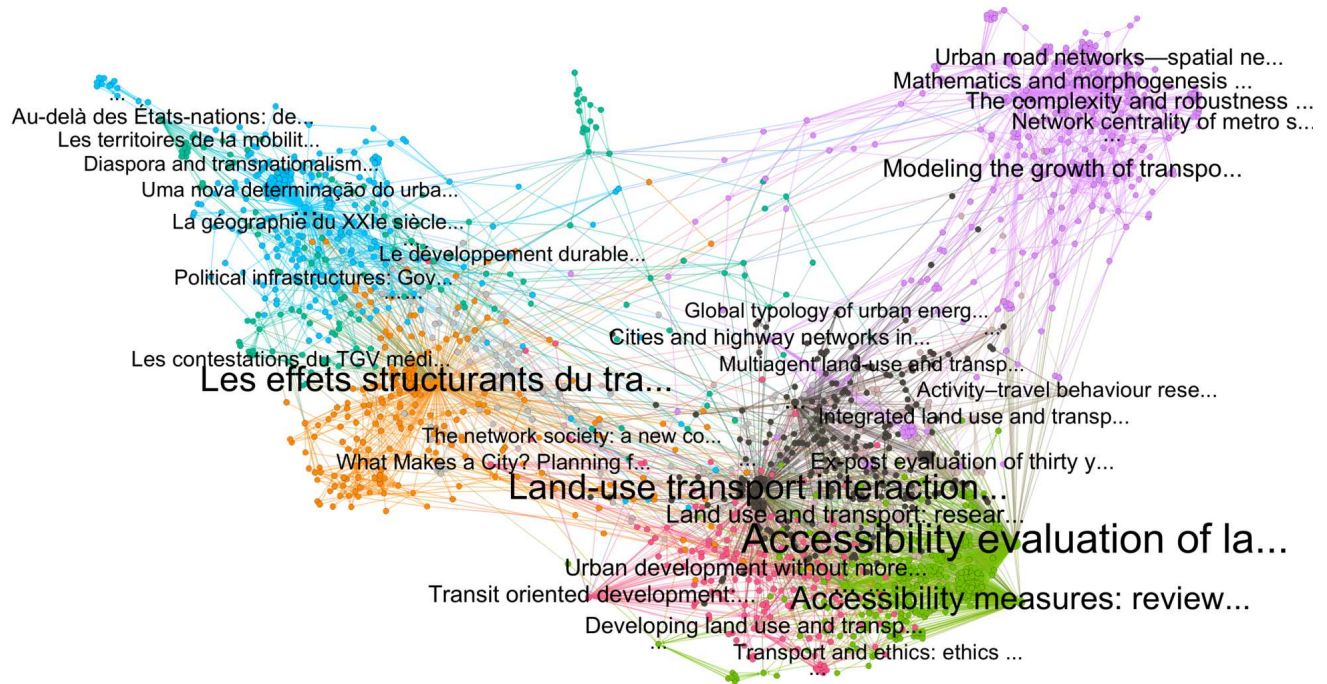 Urban road networks—spatial ne...
Mathematics and morphogenesis ...
The complexity and robustness ...
Network centrality of metro s...
...
Modeling the growth of transpo...
...
Au-delà des États-nations: de...
Les territoires de la mobilit...
Diaspora and transnationalism...
Uma nova determinação do urba...
...
La géographie du XXIe siècle...
...
Le développement durable...
Political infrastructures: Gov...
... ...
Global typology of urban energ...
...
Cities and highway networks in...
Les contestations du TGV médi...
Multiagent land-use and transp...
Les effets structurants du tra...
Activity–travel behaviour rese...
...
Integrated land use and transp...
The network society: a new co...
What Makes a City? Planning f...
...
Ex-post evaluation of thirty y...
Land-use transport interaction...
Land use and transport: resear...
Accessibility evaluation of la...
Urban development without more...
Transit oriented development:...
... ...
Accessibility measures: review...
Developing land use and transp...
...
Transport and ethics: ethics ...
...